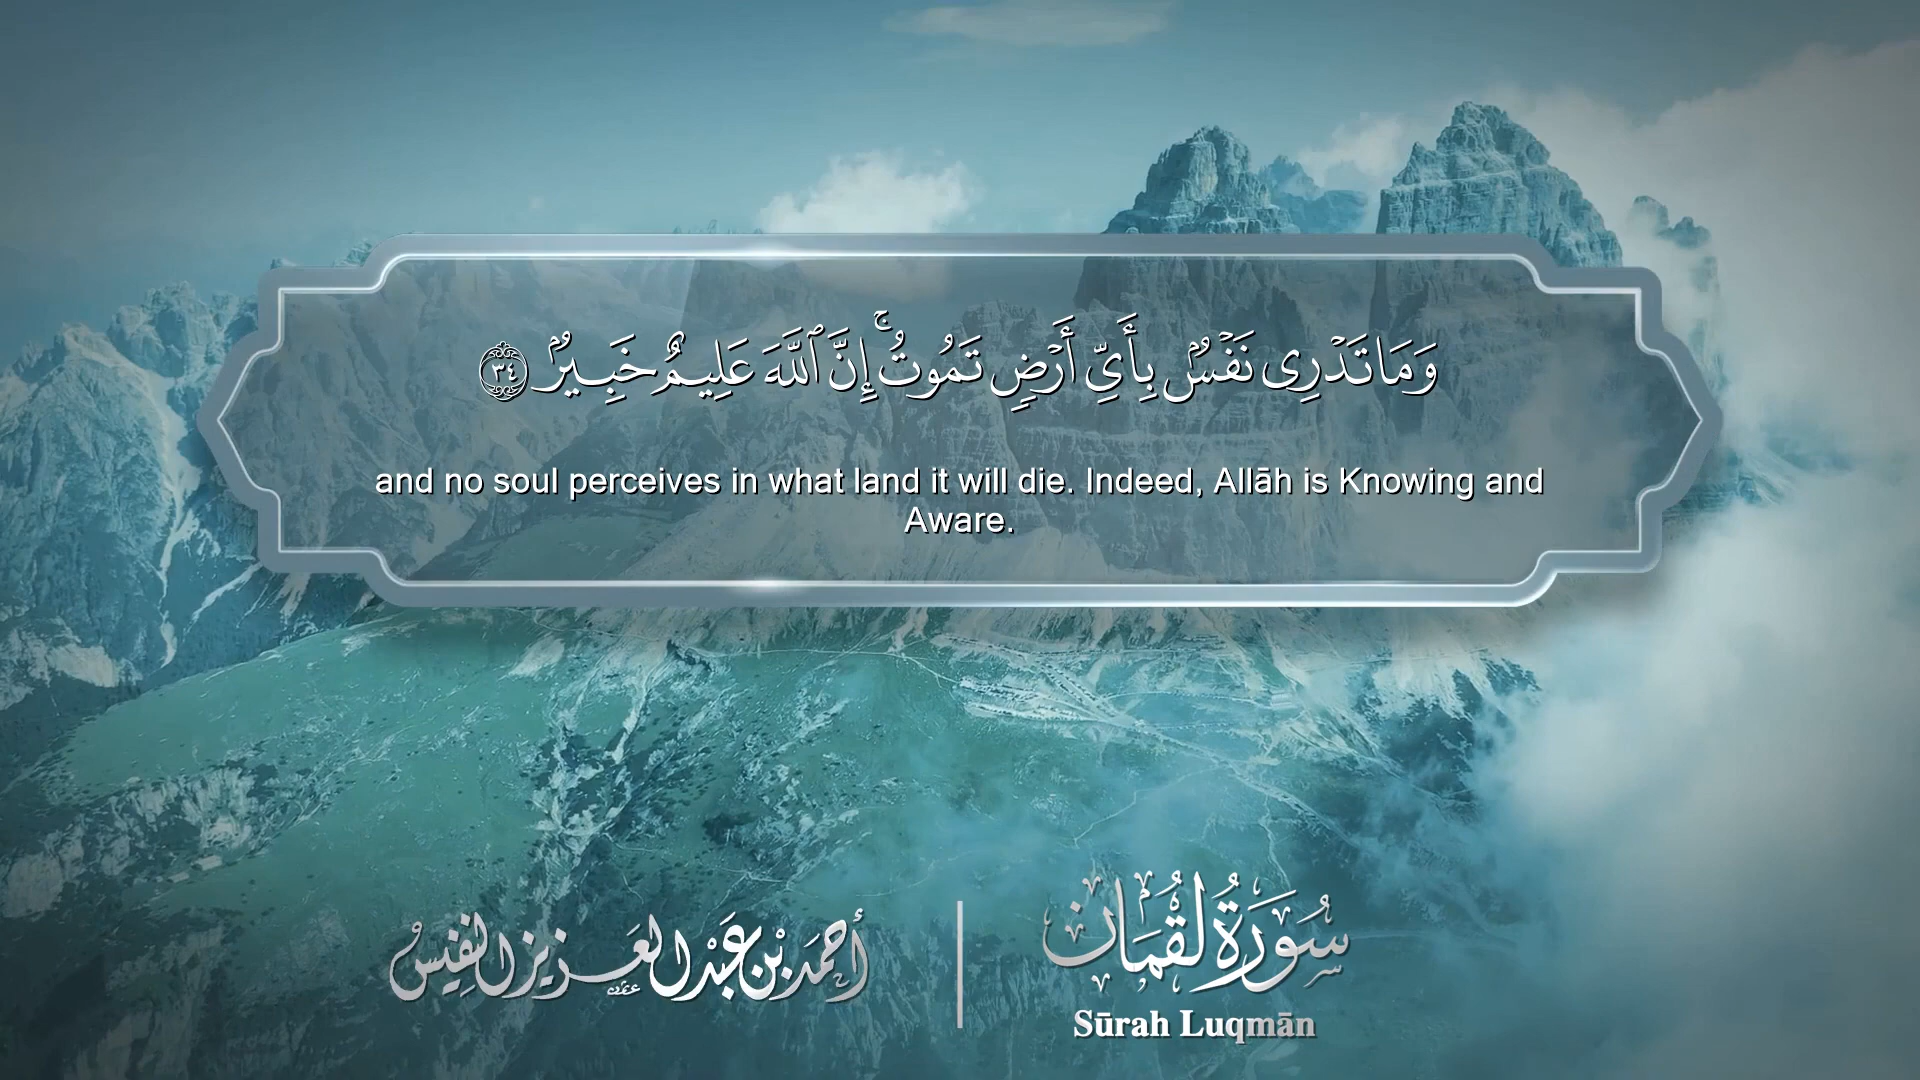 وَمَا تَدْرِى نَفْسٌۢ بِأَىِّ أَرْضٍ تَمُوتُ ۚ إِنَّ ٱللَّهَ عَلِيمٌ خَبِيرٌۢ ٣٤
and no soul perceives in what land it will die. Indeed, Allāh is Knowing and
Aware.
سُورَةُ لُقْمَان
Sūrah Luqmān
أحمد بن عبد العزيز النفيس